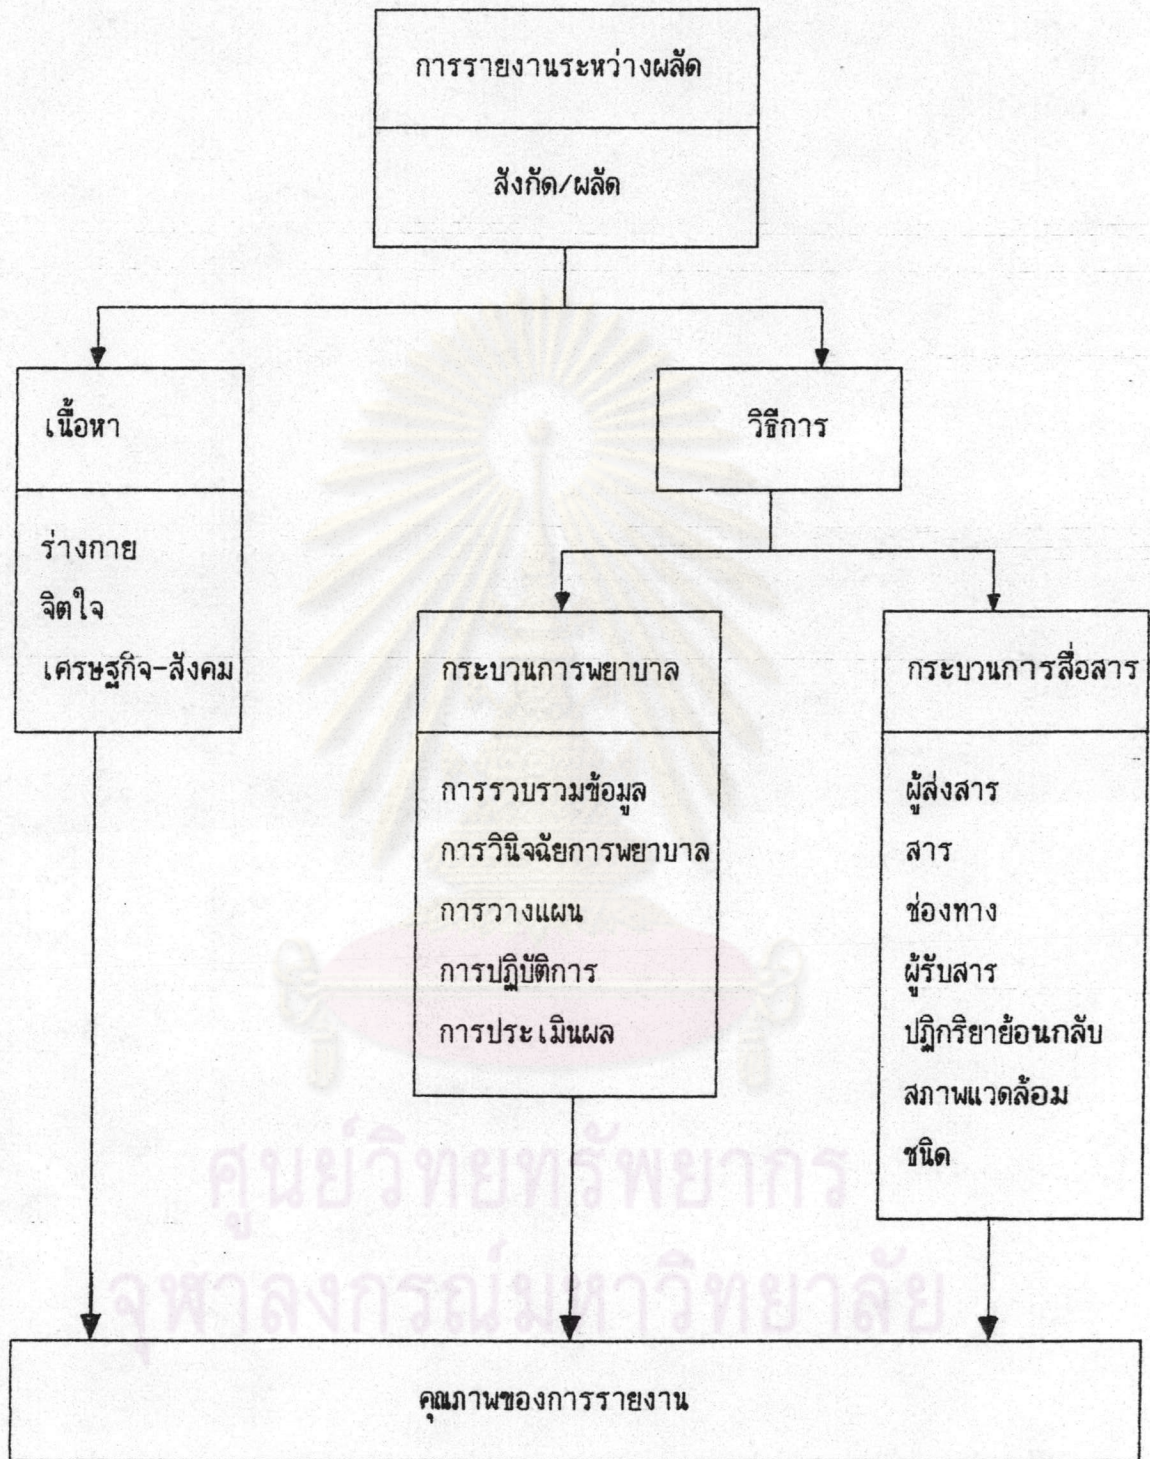 การรายงานระหว่างผลัด
สังกัด/ผลัด
เนื้อหา
ร่างกาย
จิตใจ
เศรษฐกิจ-สังคม
วิธีการ
กระบวนการพยาบาล
การรวบรวมข้อมูล
การวินิจฉัยการพยาบาล
การวางแผน
การปฏิบัติการ
การประเมินผล
กระบวนการสื่อสาร
ผู้ส่งสาร
สาร
ช่องทาง
ผู้รับสาร
ปฏิกริยาย้อนกลับ
สภาพแวดล้อม
ชนิด
ศูนย์วิทยทรัพยากร
จุฬาลงกรณ์มหาวิทยาลัย
คุณภาพของการรายงาน